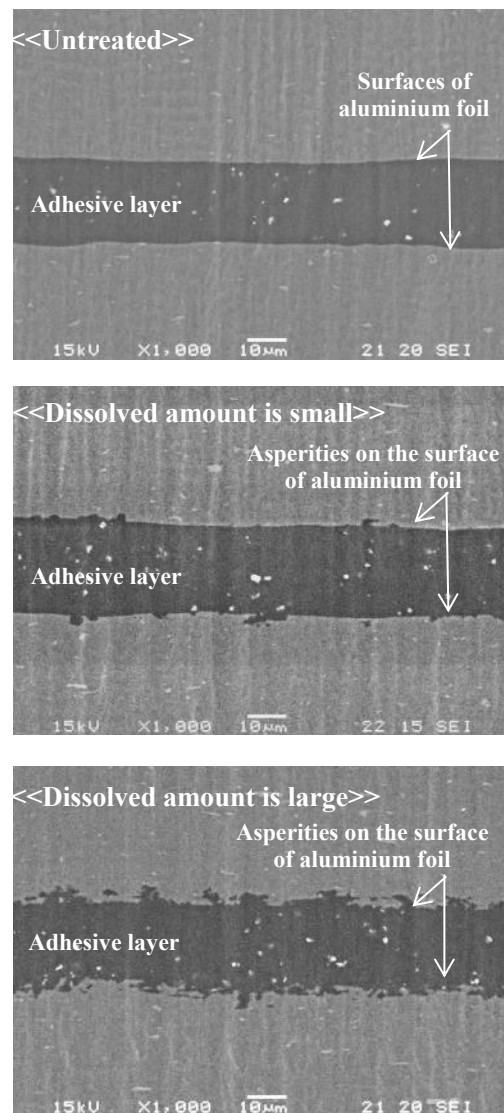 <<Untreated>>
Surfaces of
aluminium foil
Adhesive layer
15kV X1,000 10μm 21 20 SEI
<<Dissolved amount is small>>
Asperities on the surface
of aluminium foil
Adhesive layer
15kV X1,000 10μm 22 15 SEI
<<Dissolved amount is large>>
Asperities on the surface
of aluminium foil
Adhesive layer
15kV X1,000 10μm 21 20 SEI